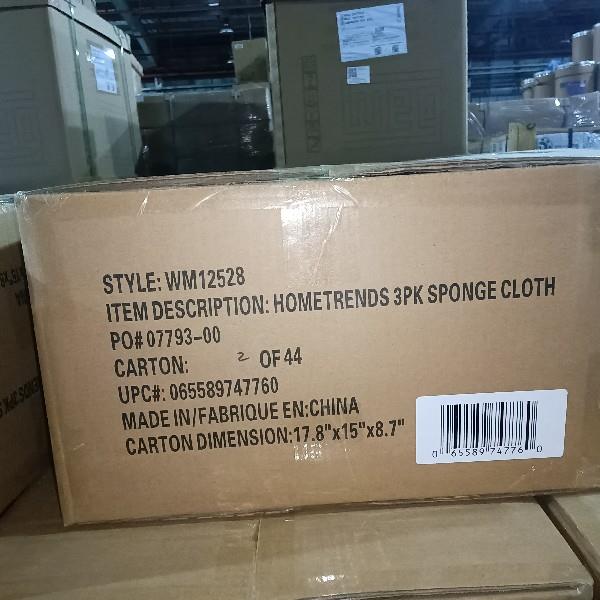 STYLE: WM12528
ITEM DESCRIPTION: HOMETRENDS 3PK SPONGE CLOTH
PO# 07793-00
CARTON: 2 OF 44
UPC#: 065589747760
MADE IN/FABRIQUE EN:CHINA
CARTON DIMENSION:17.8"x15"x8.7"
0 65589 74776 0